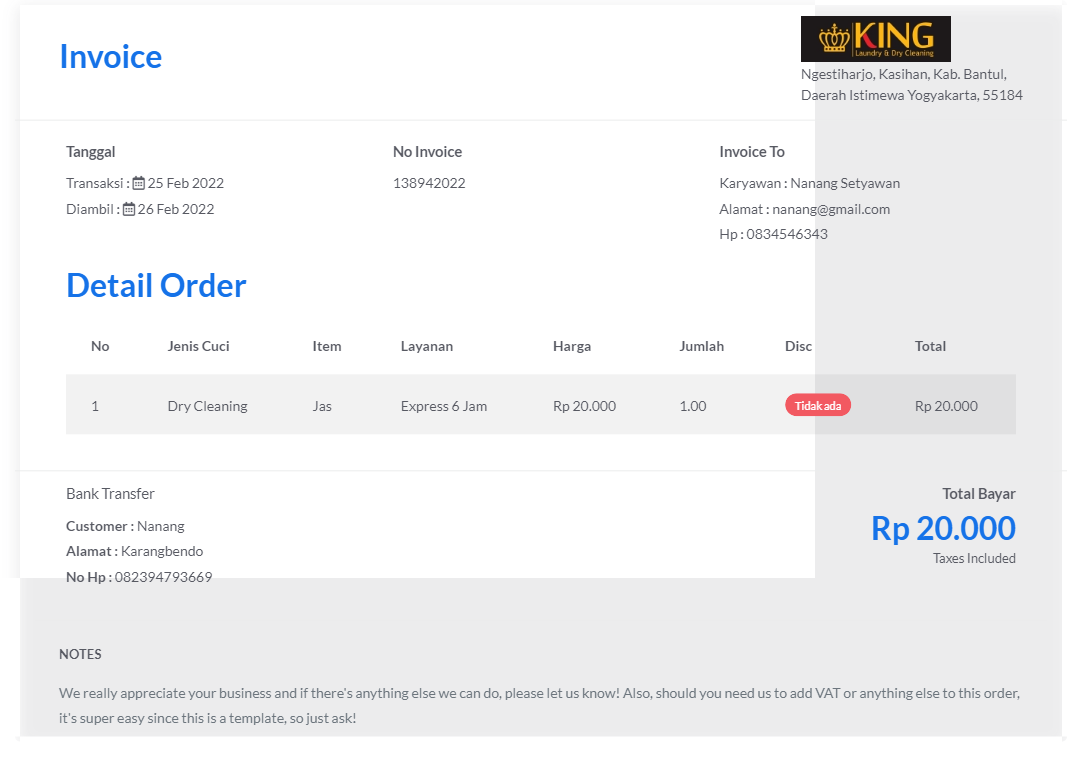 Invoice
KING
Laundry & Dry Cleaning
Ngestiharjo, Kasihan, Kab. Bantul,
Daerah Istimewa Yogyakarta, 55184
Tanggal
Transaksi : 25 Feb 2022
Diambil : 26 Feb 2022
No Invoice
138942022
Invoice To
Karyawan : Nanang Setyawan
Alamat : nanang@gmail.com
Hp : 0834546343
Detail Order
No Jenis Cuci Item Layanan Harga Jumlah Disc Total
1 Dry Cleaning Jas Express 6 Jam Rp 20.000 1.00 Tidak ada Rp 20.000
Bank Transfer
Customer : Nanang
Alamat : Karangbendo
No Hp : 082394793669
Total Bayar
Rp 20.000
Taxes Included
NOTES
We really appreciate your business and if there's anything else we can do, please let us know! Also, should you need us to add VAT or anything else to this order,
it's super easy since this is a template, so just ask!